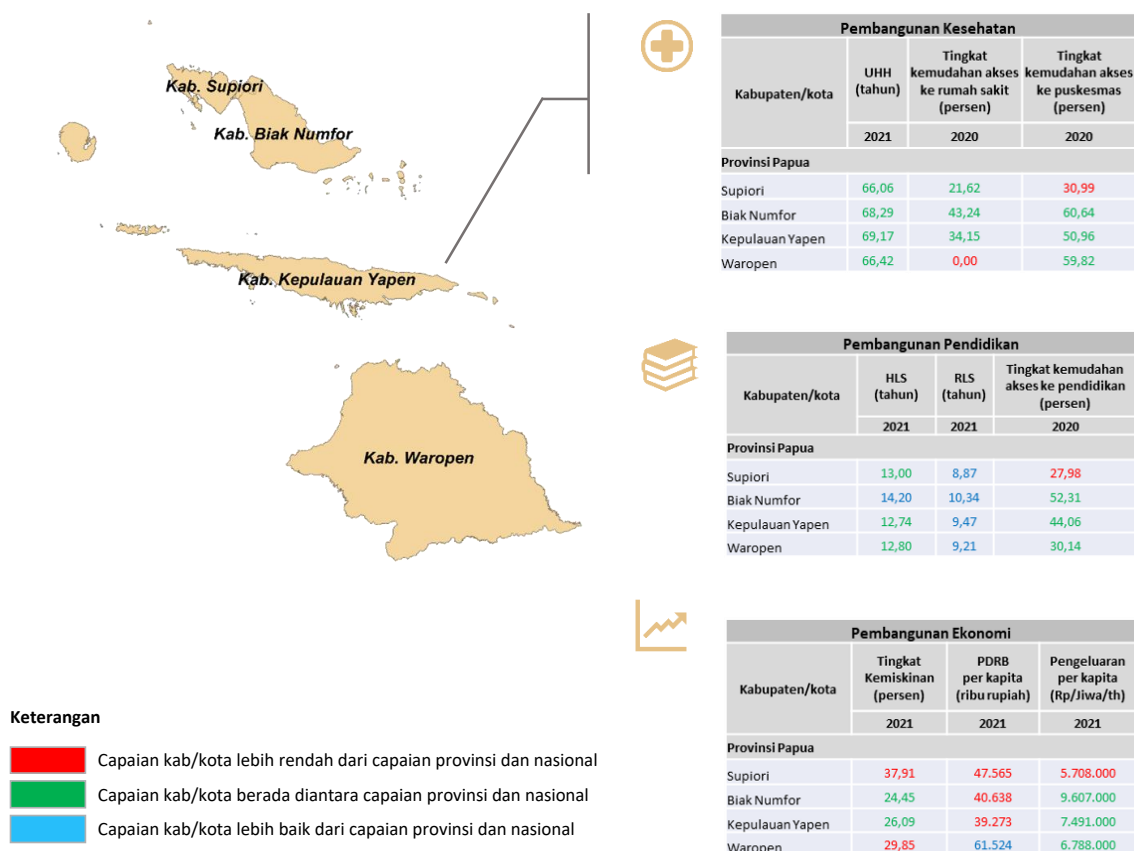 Kab. Supiori
Kab. Biak Numfor
Kab. Kepulauan Yapen
Kab. Waropen
Pembangunan Kesehatan
Kabupaten/kota
UHH
(tahun)
Tingkat
kemudahan akses
ke rumah sakit
(persen)
Tingkat
kemudahan akses
ke puskesmas
(persen)
2021 2020 2020
Provinsi Papua
Supiori 66,06 21,62 30,99
Biak Numfor 68,29 43,24 60,64
Kepulauan Yapen 69,17 34,15 50,96
Waropen 66,42 0,00 59,82
Pembangunan Pendidikan
Kabupaten/kota
HLS
(tahun)
RLS
(tahun)
Tingkat kemudahan
akses ke pendidikan
(persen)
2021 2021 2020
Provinsi Papua
Supiori 13,00 8,87 27,98
Biak Numfor 14,20 10,34 52,31
Kepulauan Yapen 12,74 9,47 44,06
Waropen 12,80 9,21 30,14
Pembangunan Ekonomi
Kabupaten/kota
Tingkat
Kemiskinan
(persen)
PDRB
per kapita
(ribu rupiah)
Pengeluaran
per kapita
(Rp/Jiwa/th)
2021 2021 2021
Provinsi Papua
Supiori 37,91 47.565 5.708.000
Biak Numfor 24,45 40.638 9.607.000
Kepulauan Yapen 26,09 39.273 7.491.000
Waropen 29,85 61.524 6.788.000
Keterangan
Capaian kab/kota lebih rendah dari capaian provinsi dan nasional
Capaian kab/kota berada diantara capaian provinsi dan nasional
Capaian kab/kota lebih baik dari capaian provinsi dan nasional